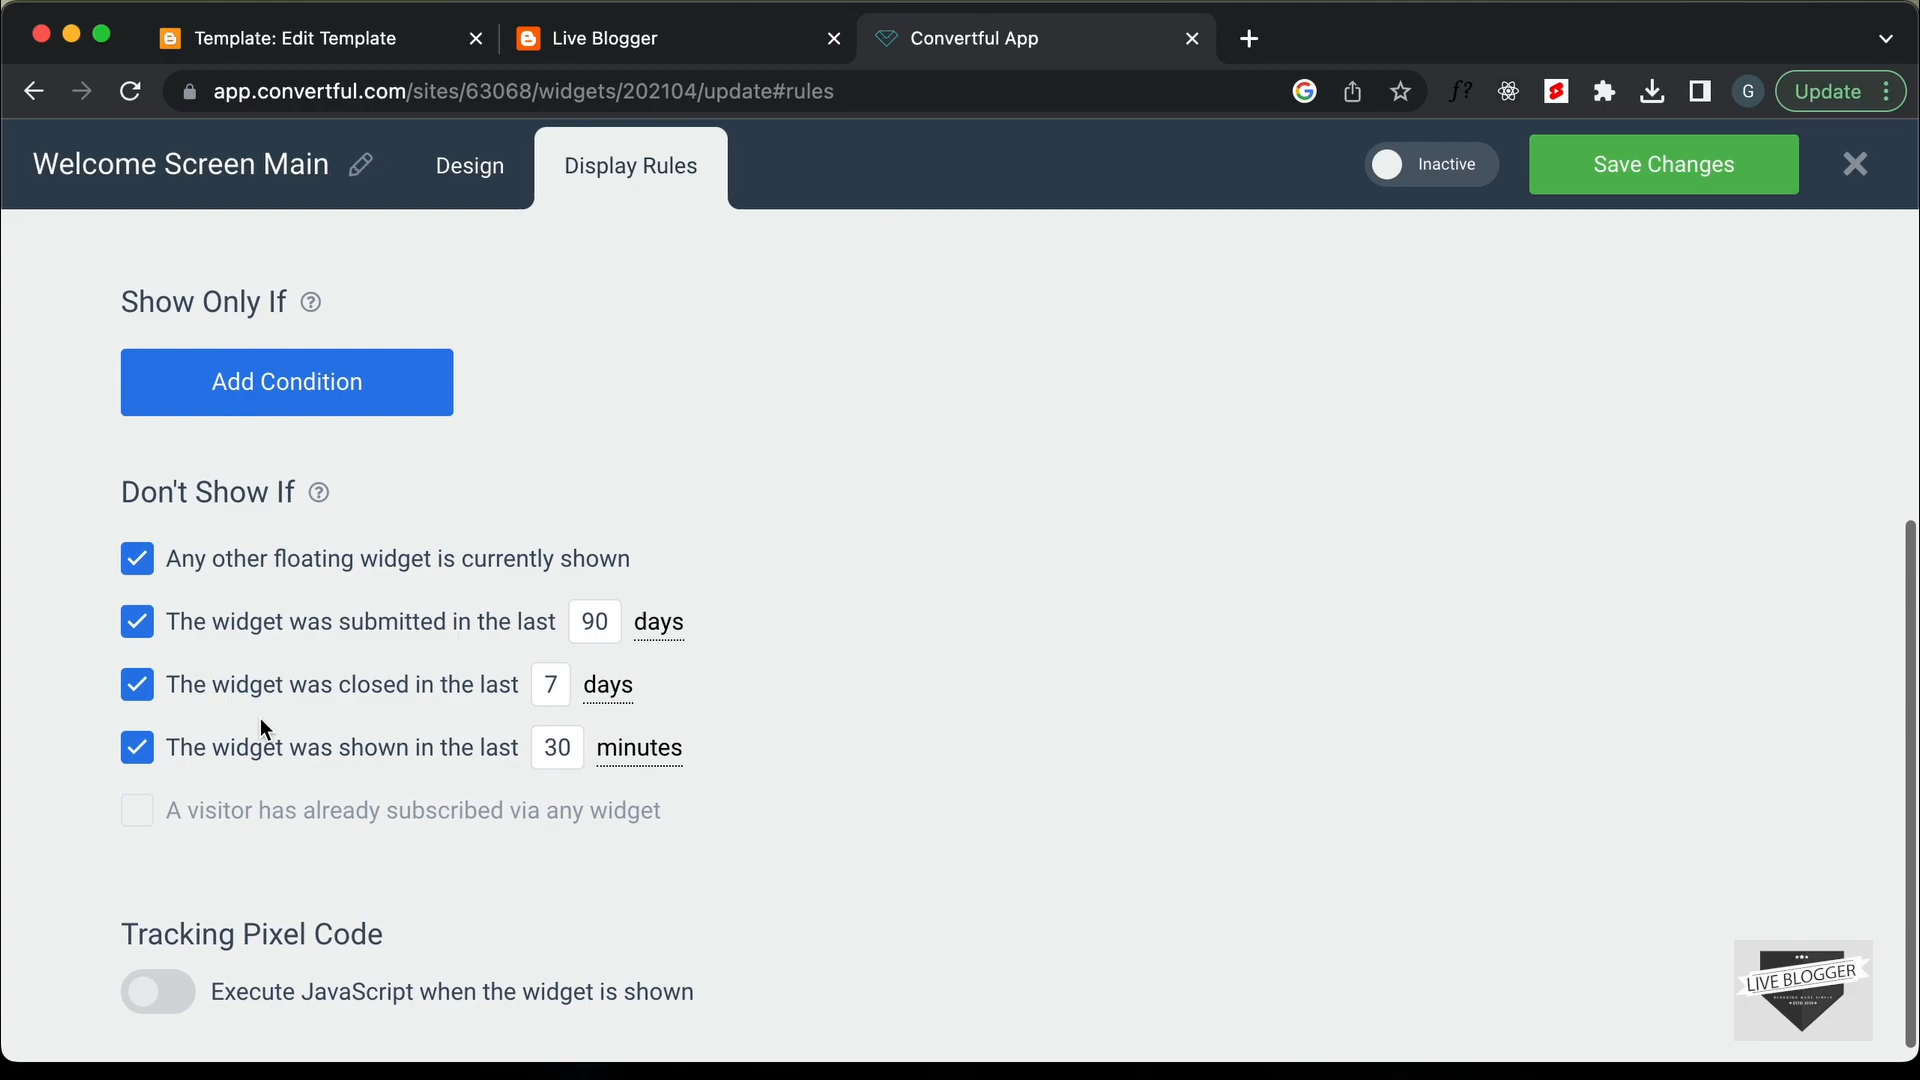 Template: Edit Template
Live Blogger
Convertful App
app.convertful.com/sites/63068/widgets/202104/update#rules
f?
G
Update
Welcome Screen Main
Design
Display Rules
Inactive
Save Changes
Show Only If ?
Add Condition
Don't Show If ?
Any other floating widget is currently shown
The widget was submitted in the last 90 days
The widget was closed in the last 7 days
The widget was shown in the last 30 minutes
A visitor has already subscribed via any widget
Tracking Pixel Code
Execute JavaScript when the widget is shown
LIVE BLOGGER